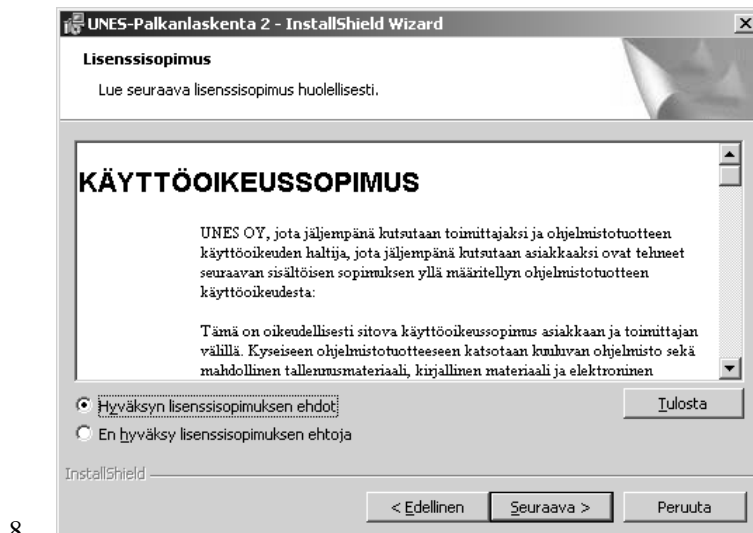 UNES-Palkanlaskenta 2 - InstallShield Wizard
Lisenssisopimus
Lue seuraava lisenssisopimus huolellisesti.
KÄYTTÖOIKEUSSOPIMUS
UNES OY, jota jäljempänä kutsutaan toimittajaksi ja ohjelmistotuotteen
käyttöoikeuden haltija, jota jäljempänä kutsutaan asiakkaaksi ovat tehneet
seuraavan sisältöisen sopimuksen yllä määritellyn ohjelmistotuotteen
käyttöoikeudesta:
Tämä on oikeudellisesti sitova käyttöoikeussopimus asiakkaan ja toimittajan
välillä. Kyseiseen ohjelmistotuotteeseen katsotaan kuuluvan ohjelmisto sekä
mahdollinen tallennusmateriaali, kirjallinen materiaali ja elektroninen
Hyväksyn lisenssisopimuksen ehdot
Tulosta
En hyväksy lisenssisopimuksen ehtoja
InstallShield
< Edellinen
Seuraava >
Peruuta
8